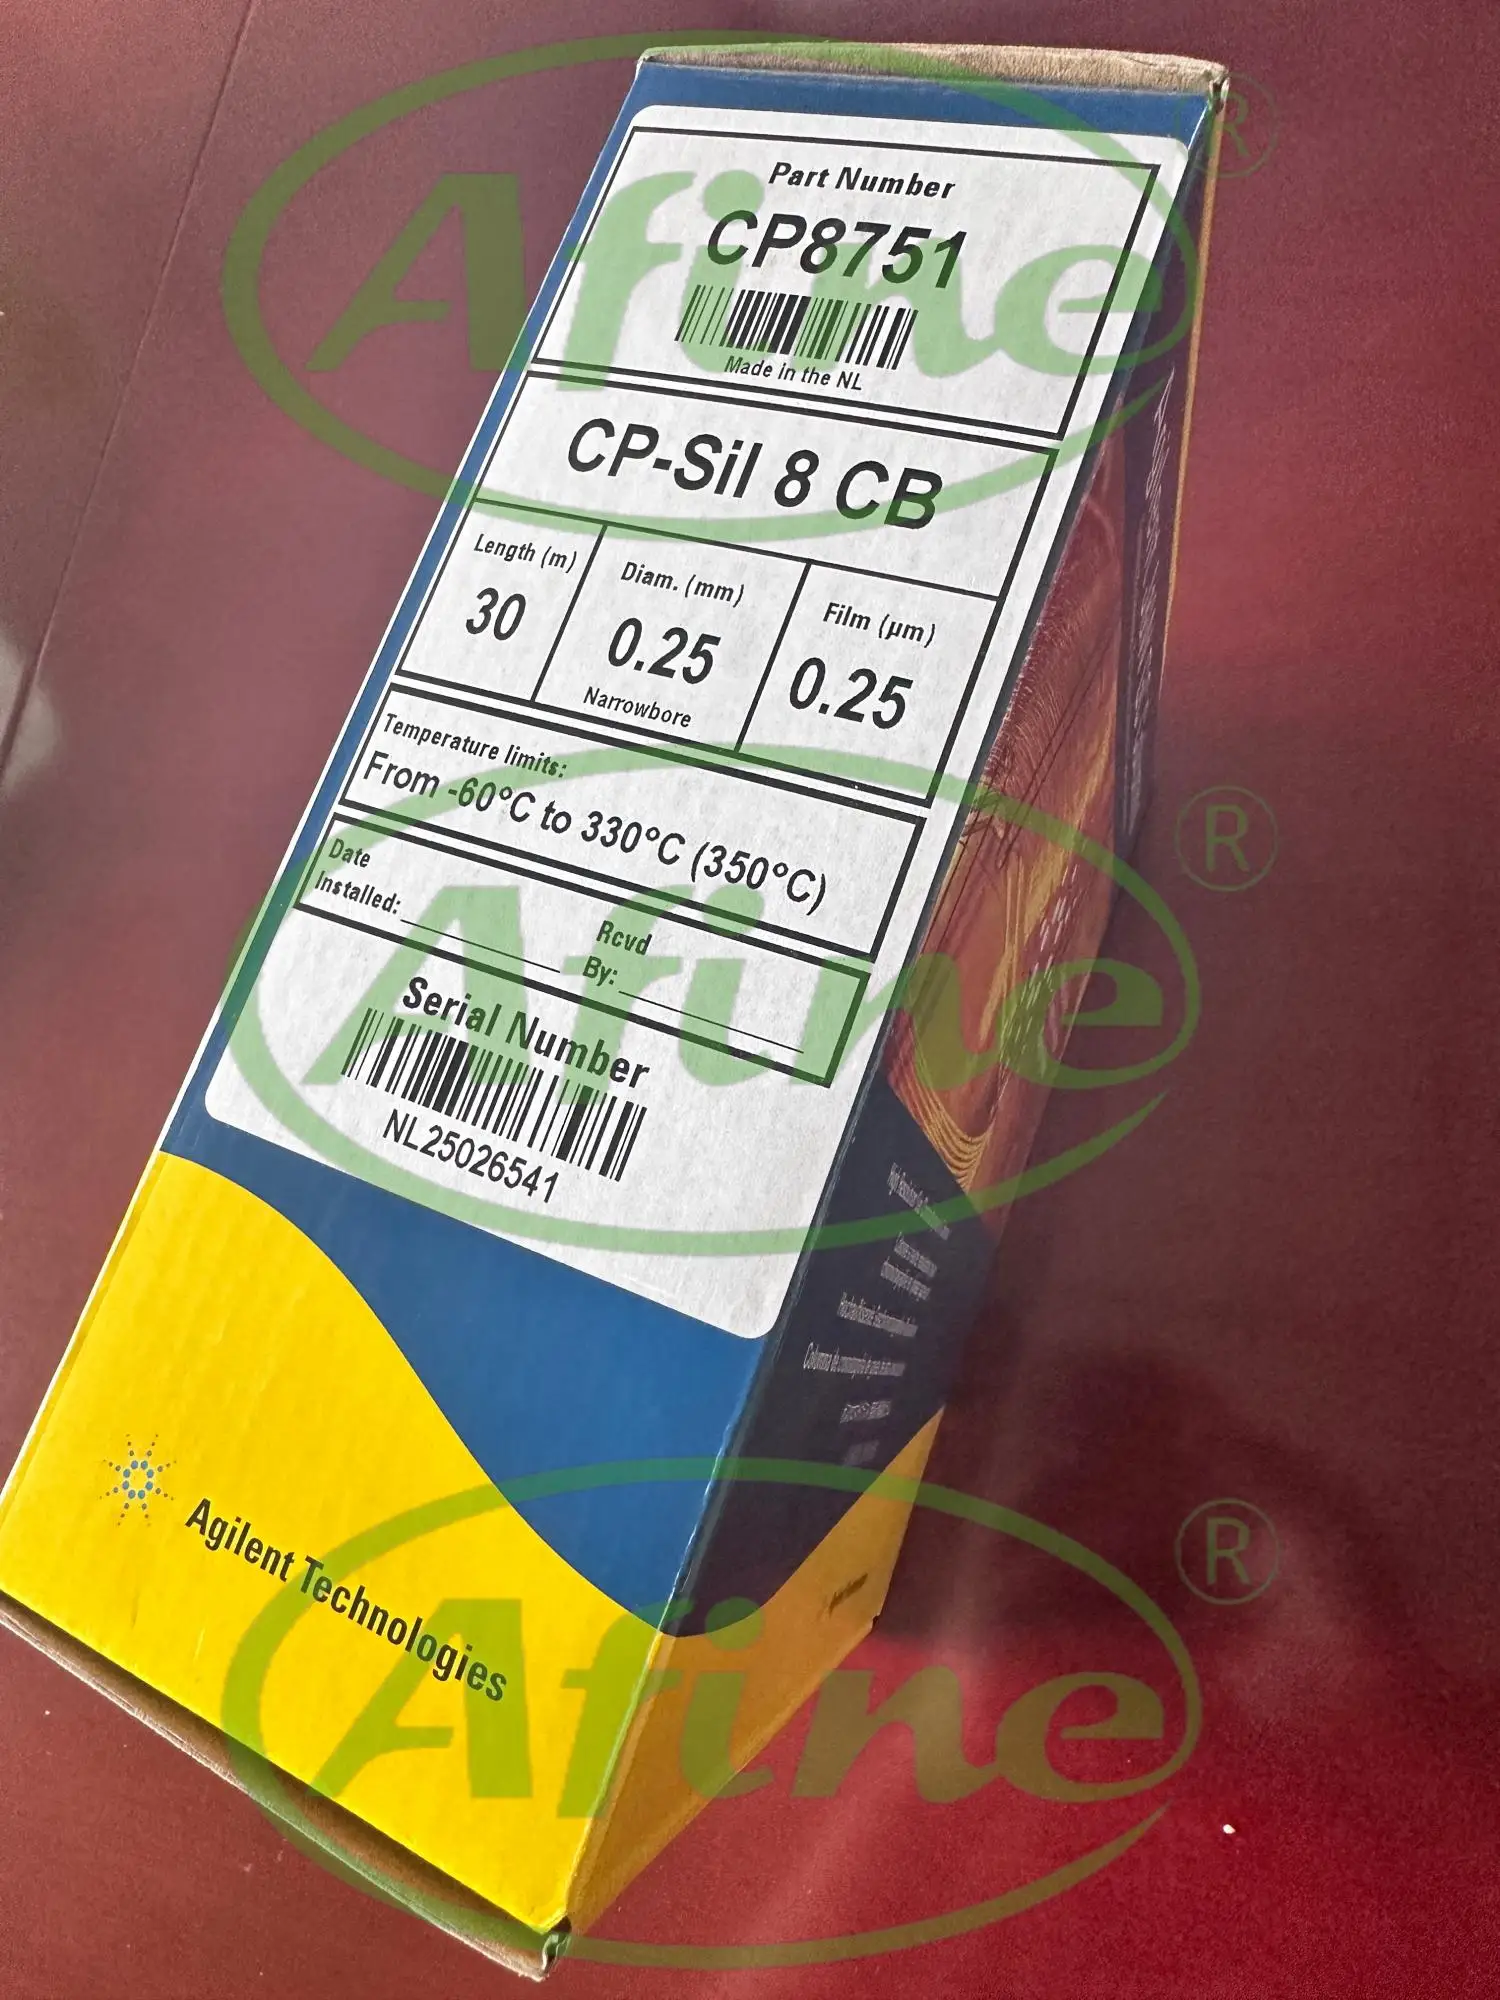 Part Number
CP8751
Made in the NL
CP-Sil 8 CB
Length (m)
30
Diam. (mm)
0.25
Narrowbore
Film (µm)
0.25
Temperature limits:
From -60°C to 330°C (350°C)
Date
Installed:
Rcvd
By:
Serial Number
NL25026541
Agilent Technologies
Afine ®
Afine ®
Afine ®